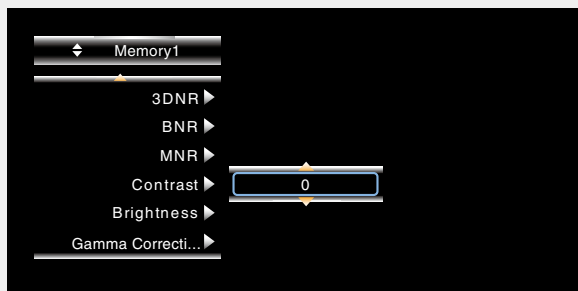 Memory1
3DNR
BNR
MNR
Contrast 0
Brightness
Gamma Correcti...